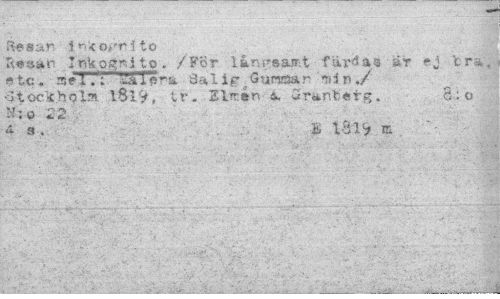 Resan inkognito
Resan Inkognito. /För långsamt färdas är ej bra,
etc. mel.: Malera Salig Gumman min./
Stockholm 1819, tr. Elmén & Granberg. 8:o
N:o 22
4 s. E 1819 m